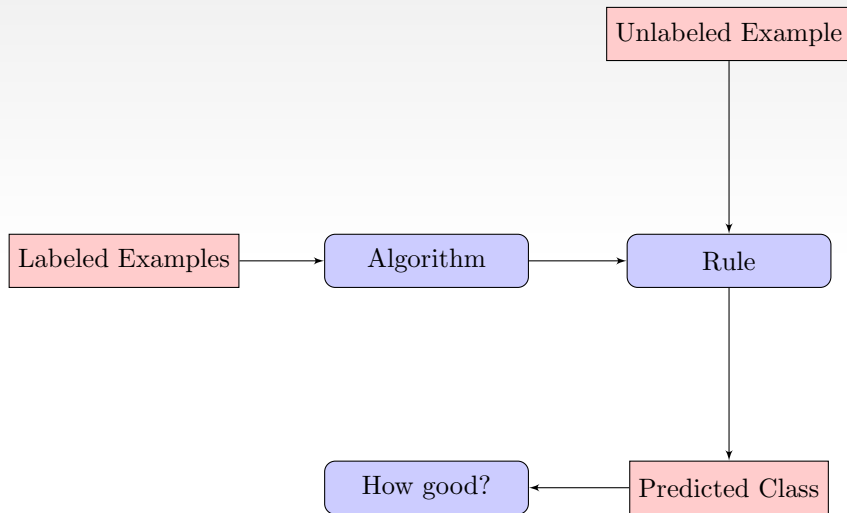 Unlabeled Example
Labeled Examples
Algorithm
Rule
How good?
Predicted Class